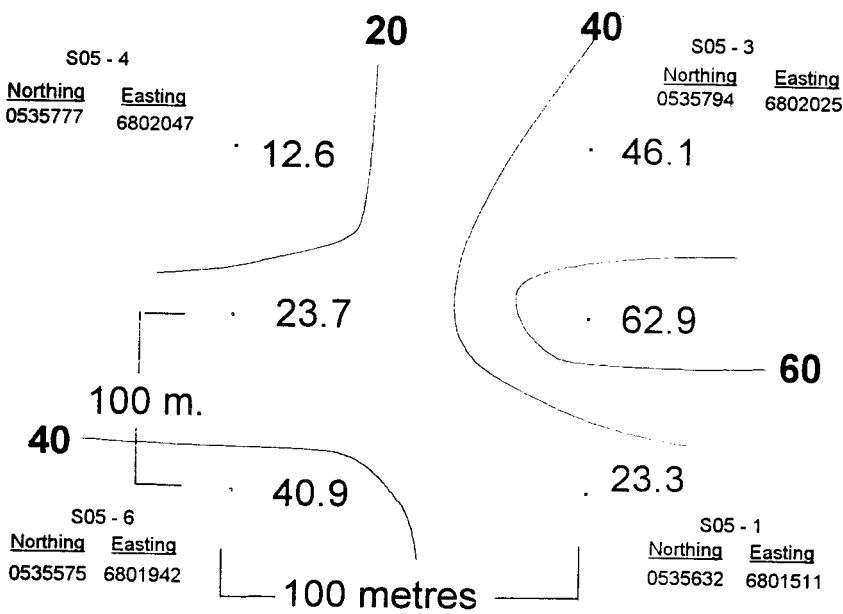 20
40
S05 - 4
Northing Easting
0535777 6802047
S05 - 3
Northing Easting
0535794 6802025
12.6
46.1
23.7
62.9
60
100 m.
40
40.9
23.3
S05 - 6
Northing Easting
0535575 6801942
S05 - 1
Northing Easting
0535632 6801511
100 metres